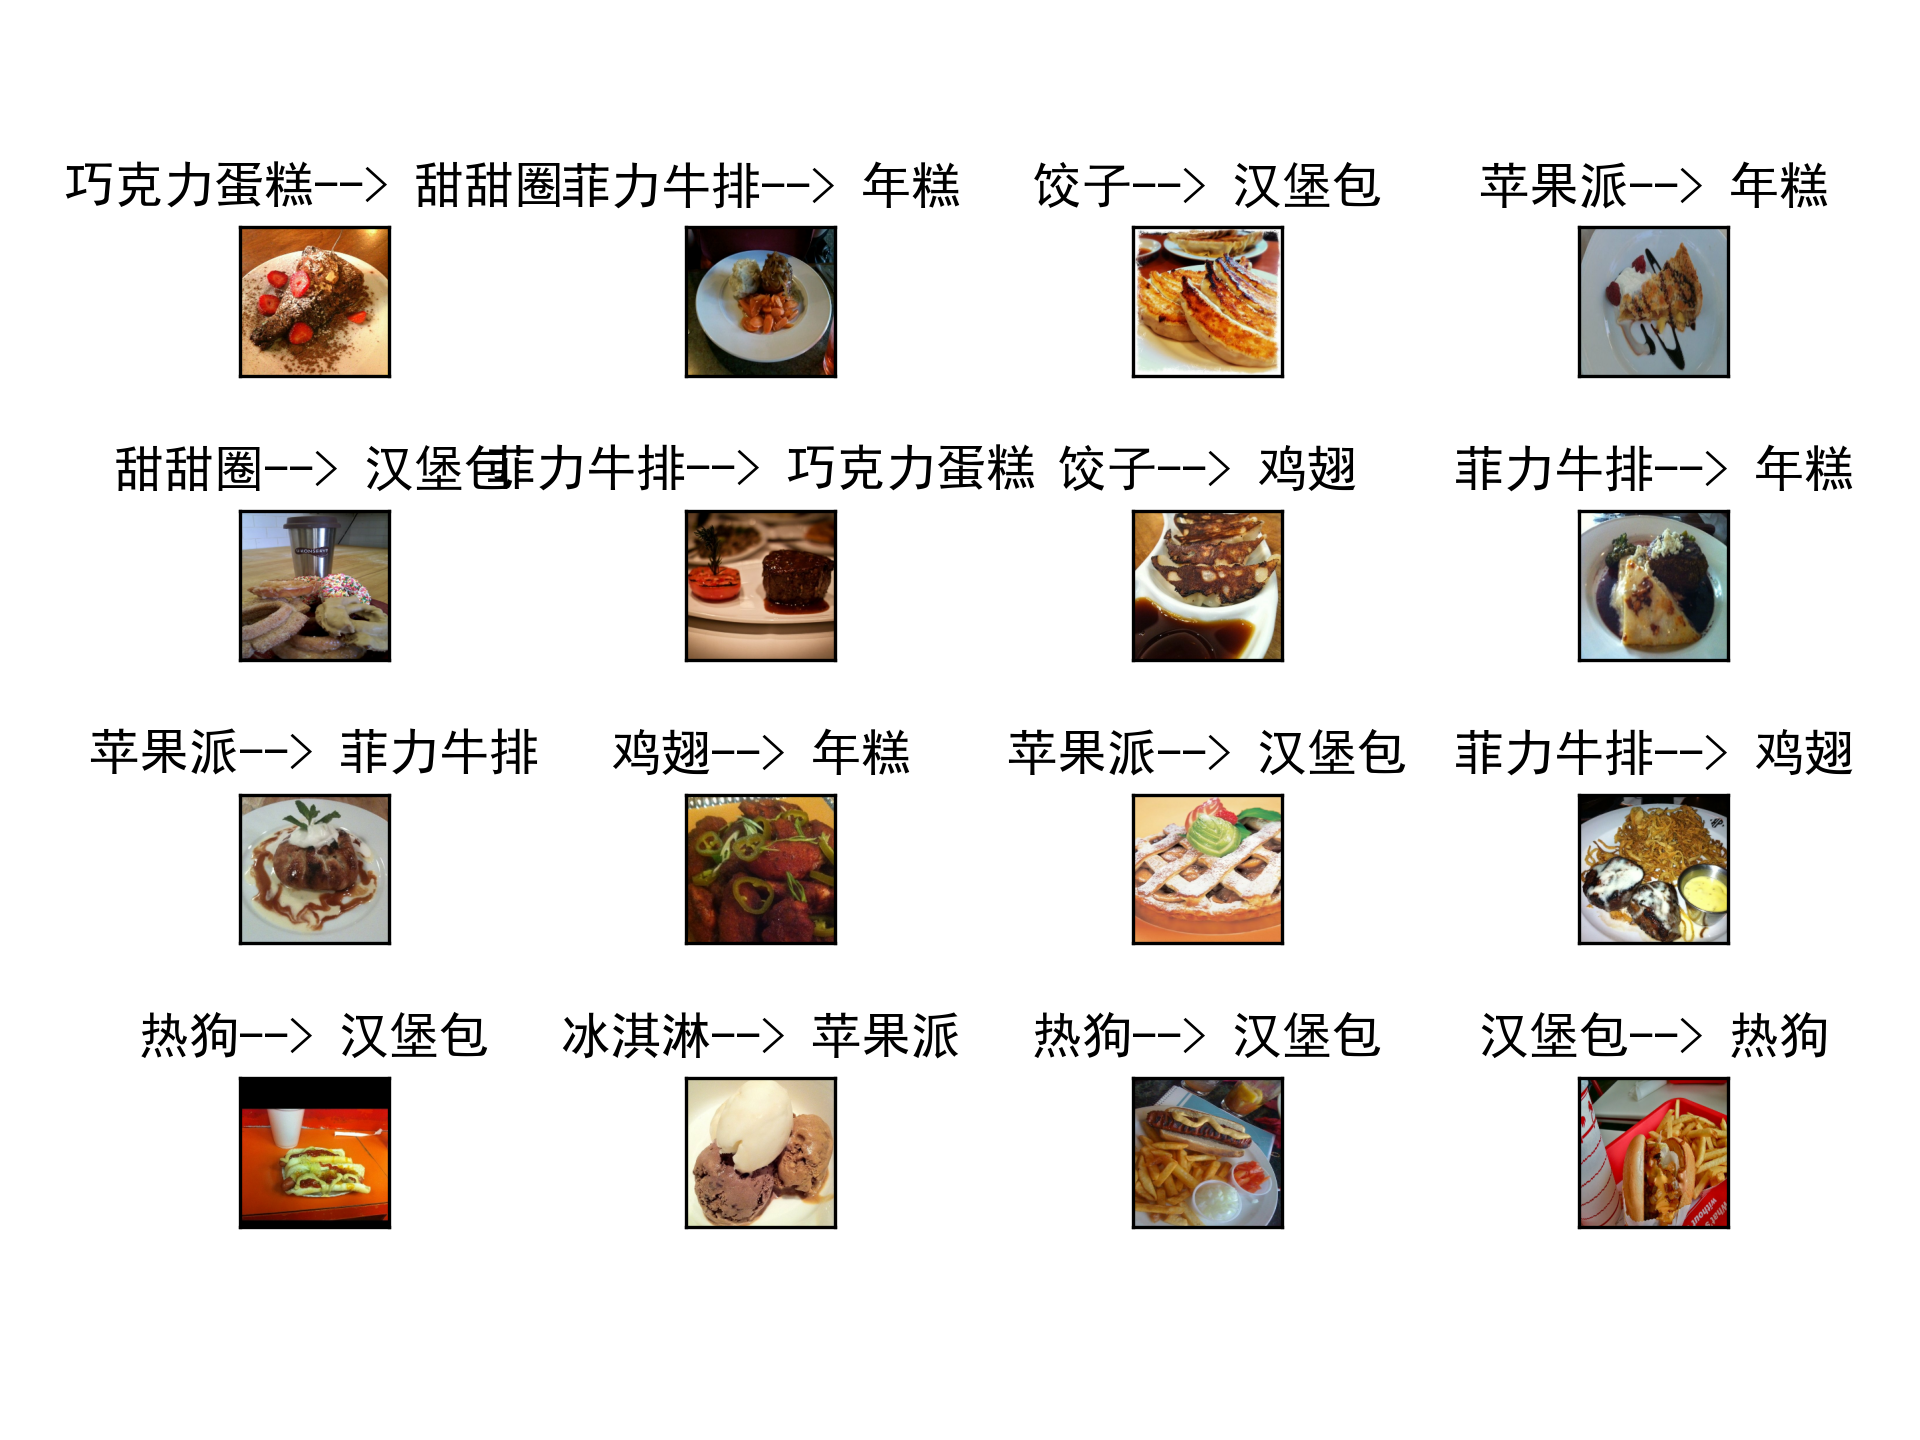 巧克力蛋糕--> 甜甜圈
菲力牛排--> 年糕
饺子--> 汉堡包
苹果派--> 年糕
甜甜圈--> 汉堡包
菲力牛排--> 巧克力蛋糕
饺子--> 鸡翅
菲力牛排--> 年糕
苹果派--> 菲力牛排
鸡翅--> 年糕
苹果派--> 汉堡包
菲力牛排--> 鸡翅
热狗--> 汉堡包
冰淇淋--> 苹果派
热狗--> 汉堡包
汉堡包--> 热狗
What's
without